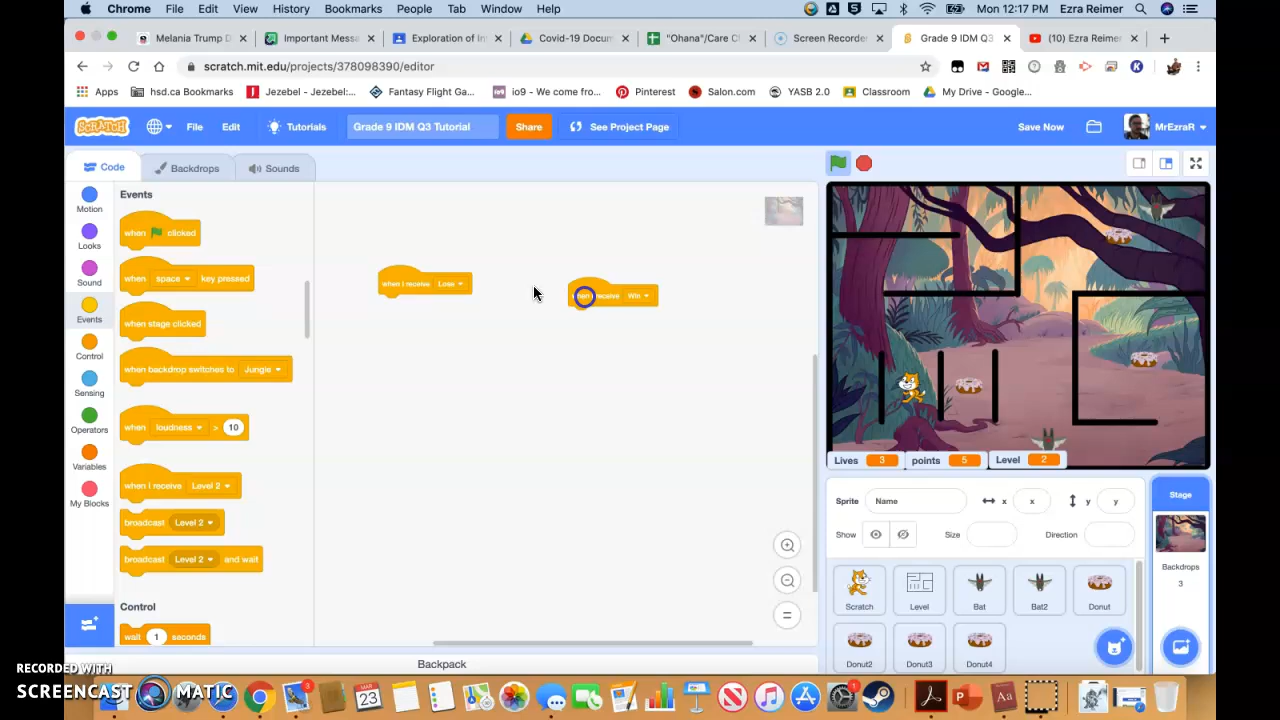 Chrome File Edit View History Bookmarks People Tab Window Help Mon 12:17 PM Ezra Reimer
Melania Trump D Important Messa Exploration of In Covid-19 Docum "Ohana"/Care C Screen Recorde Grade 9 IDM Q3 (10) Ezra Reimer
scratch.mit.edu/projects/378098390/editor
Apps hsd.ca Bookmarks Jezebel - Jezebel:... Fantasy Flight Ga... io9 - We come fro... Pinterest Salon.com YASB 2.0 Classroom My Drive - Google...
SCRATCH File Edit Tutorials Grade 9 IDM Q3 Tutorial Share See Project Page Save Now MrEzraR
Code Backdrops Sounds
Motion
Looks
Sound
Events
Control
Sensing
Operators
Variables
My Blocks
Events
when clicked
when space key pressed
when stage clicked
when backdrop switches to Jungle
when loudness > 10
when I receive Level 2
broadcast Level 2
broadcast Level 2 and wait
Control
wait 1 seconds
when I receive Lose
when I receive Win
Lives 3 points 5 Level 2
Sprite Name x x y y
Show Size Direction
Stage
Backdrops
3
Scratch Level Bat Bat2 Donut
Donut2 Donut3 Donut4
Backpack
RECORDED WITH
SCREENCAST MATIC
MAR
23